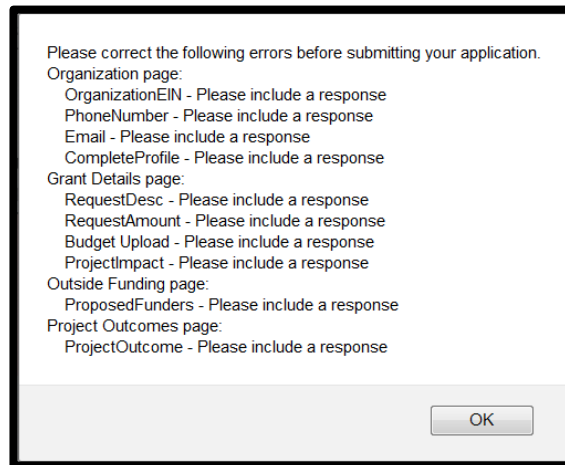 Please correct the following errors before submitting your application.
Organization page:
OrganizationEIN - Please include a response
PhoneNumber - Please include a response
Email - Please include a response
CompleteProfile - Please include a response
Grant Details page:
RequestDesc - Please include a response
RequestAmount - Please include a response
Budget Upload - Please include a response
ProjectImpact - Please include a response
Outside Funding page:
ProposedFunders - Please include a response
Project Outcomes page:
ProjectOutcome - Please include a response
OK